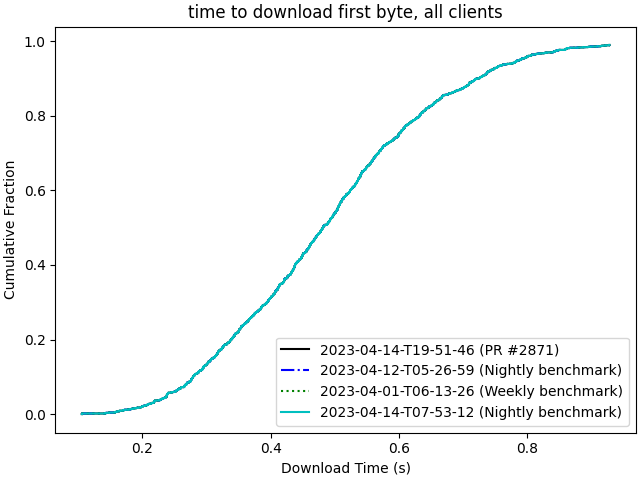 time to download first byte, all clients
1.0
0.8
0.6
0.4
0.2
0.0
Cumulative Fraction
2023-04-14-T19-51-46 (PR #2871)
2023-04-12-T05-26-59 (Nightly benchmark)
2023-04-01-T06-13-26 (Weekly benchmark)
2023-04-14-T07-53-12 (Nightly benchmark)
0.2 0.4 0.6 0.8
Download Time (s)